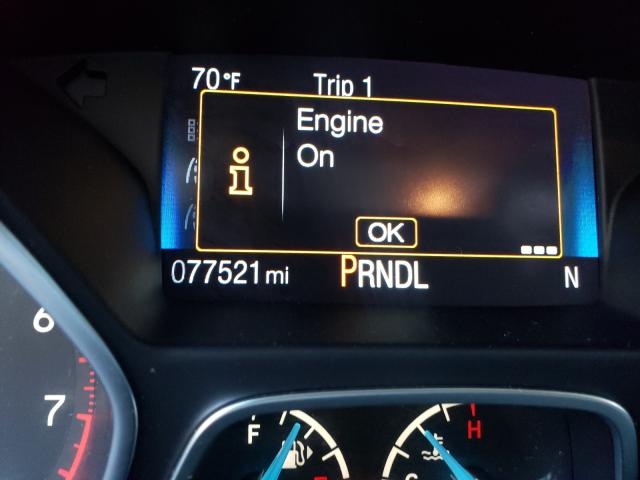 70°F Trip 1
Engine
On
OK
077521 mi PRNDL N
6
7
F
H